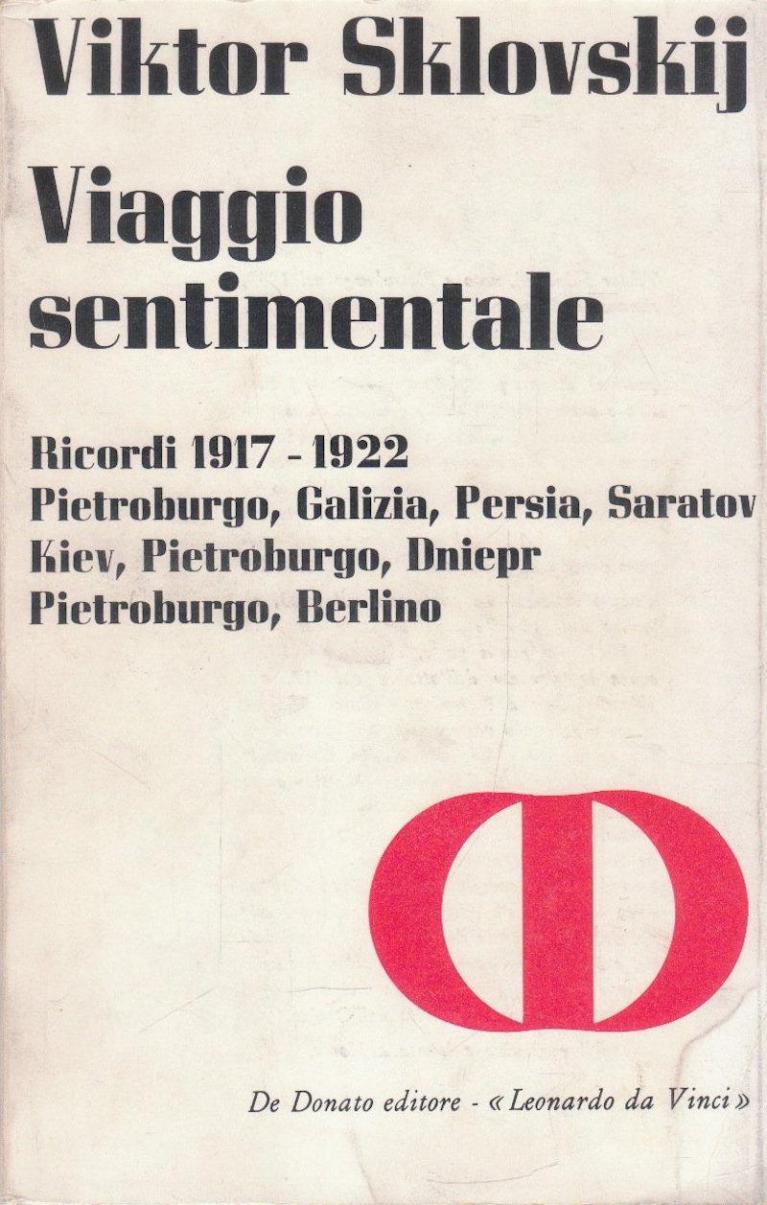 Viktor Sklovskij
Viaggio
sentimentale
Ricordi 1917 - 1922
Pietroburgo, Galizia, Persia, Saratov
Kiev, Pietroburgo, Dniepr
Pietroburgo, Berlino
De Donato editore - « Leonardo da Vinci »